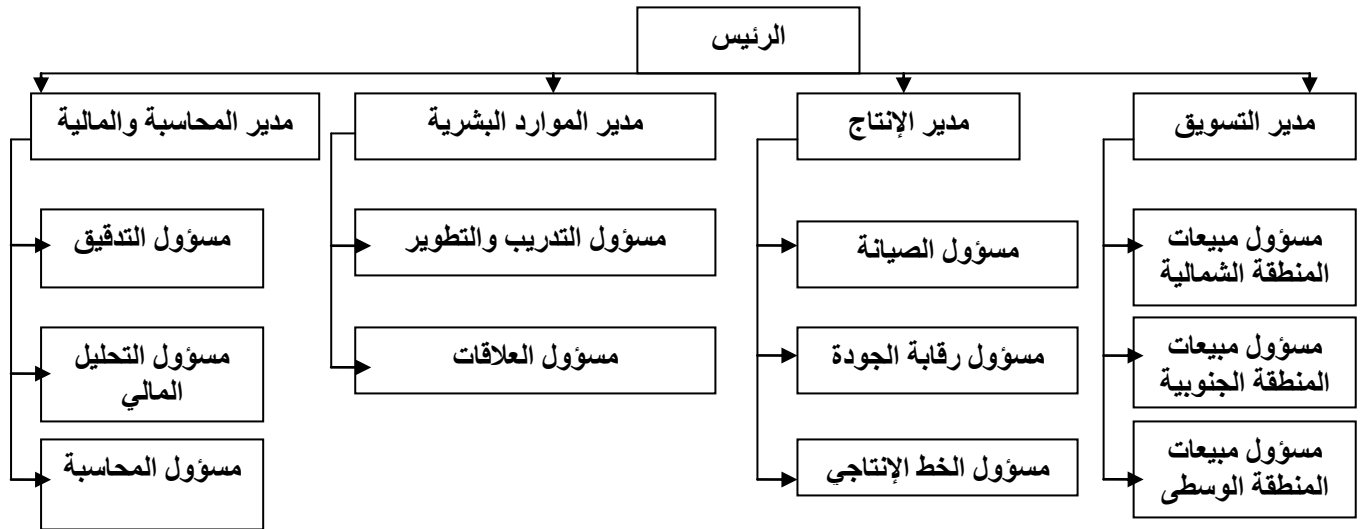 الرئيس
مدير التسويق
مدير الإنتاج
مدير الموارد البشرية
مدير المحاسبة والمالية
مسؤول مبيعات
المنطقة الشمالية
مسؤول الصيانة
مسؤول التدريب والتطوير
مسؤول التدقيق
مسؤول مبيعات
المنطقة الجنوبية
مسؤول رقابة الجودة
مسؤول العلاقات
مسؤول التحليل
المالي
مسؤول مبيعات
المنطقة الوسطى
مسؤول الخط الإنتاجي
مسؤول المحاسبة